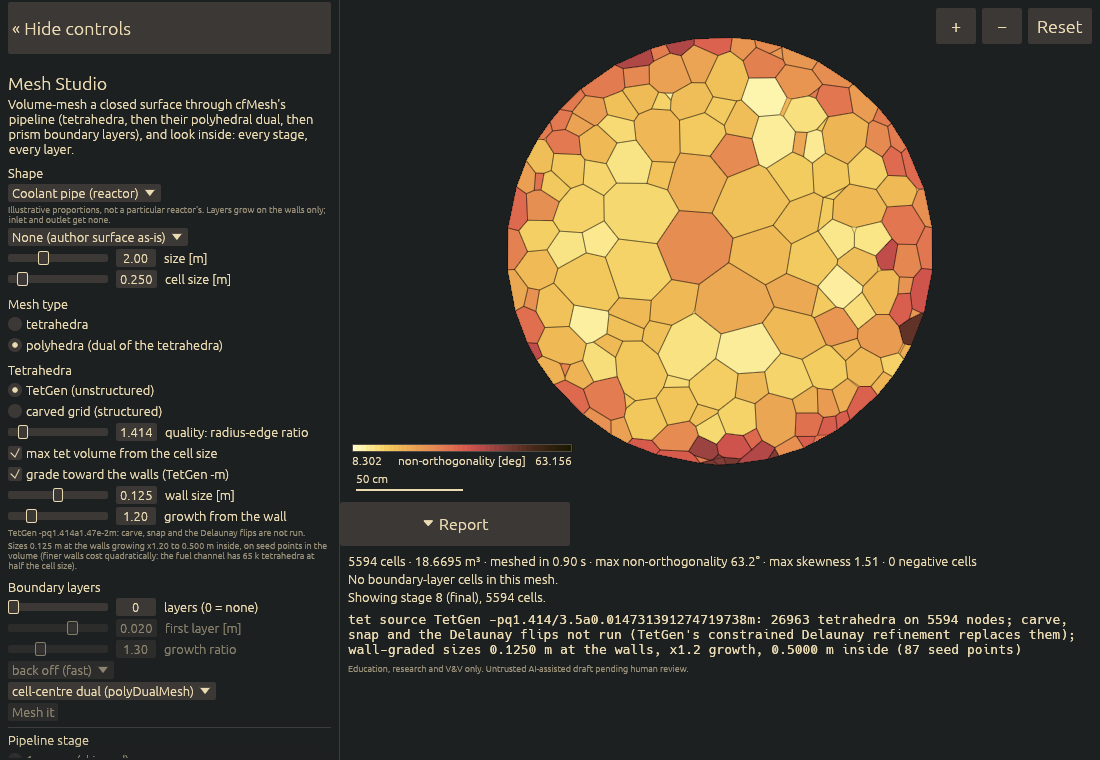 « Hide controls
+
−
Reset
Mesh Studio
Volume-mesh a closed surface through cfMesh's
pipeline (tetrahedra, then their polyhedral dual, then
prism boundary layers), and look inside: every stage,
every layer.
Shape
Coolant pipe (reactor)
Illustrative proportions, not a particular reactor's. Layers grow on the walls only;
inlet and outlet get none.
None (author surface as-is)
2.00 size [m]
0.250 cell size [m]
Mesh type
tetrahedra
polyhedra (dual of the tetrahedra)
Tetrahedra
TetGen (unstructured)
carved grid (structured)
1.414 quality: radius-edge ratio
max tet volume from the cell size
grade toward the walls (TetGen -m)
0.125 wall size [m]
1.20 growth from the wall
TetGen -pq1.414a1.47e-2m: carve, snap and the Delaunay flips are not run.
Sizes 0.125 m at the walls growing x1.20 to 0.500 m inside, on seed points in the
volume (finer walls cost quadratically: the fuel channel has 65 k tetrahedra at
half the cell size).
Boundary layers
0 layers (0 = none)
0.020 first layer [m]
1.30 growth ratio
back off (fast)
cell-centre dual (polyDualMesh)
Mesh it
Pipeline stage
8.302 non-orthogonality [deg] 63.156
50 cm
Report
5594 cells · 18.6695 m³ · meshed in 0.90 s · max non-orthogonality 63.2° · max skewness 1.51 · 0 negative cells
No boundary-layer cells in this mesh.
Showing stage 8 (final), 5594 cells.
tet source TetGen -pq1.414/3.5a0.014731391274719738m: 26963 tetrahedra on 5594 nodes; carve,
snap and the Delaunay flips not run (TetGen's constrained Delaunay refinement replaces them);
wall-graded sizes 0.1250 m at the walls, x1.2 growth, 0.5000 m inside (87 seed points)
Education, research and V&V only. Untrusted AI-assisted draft pending human review.